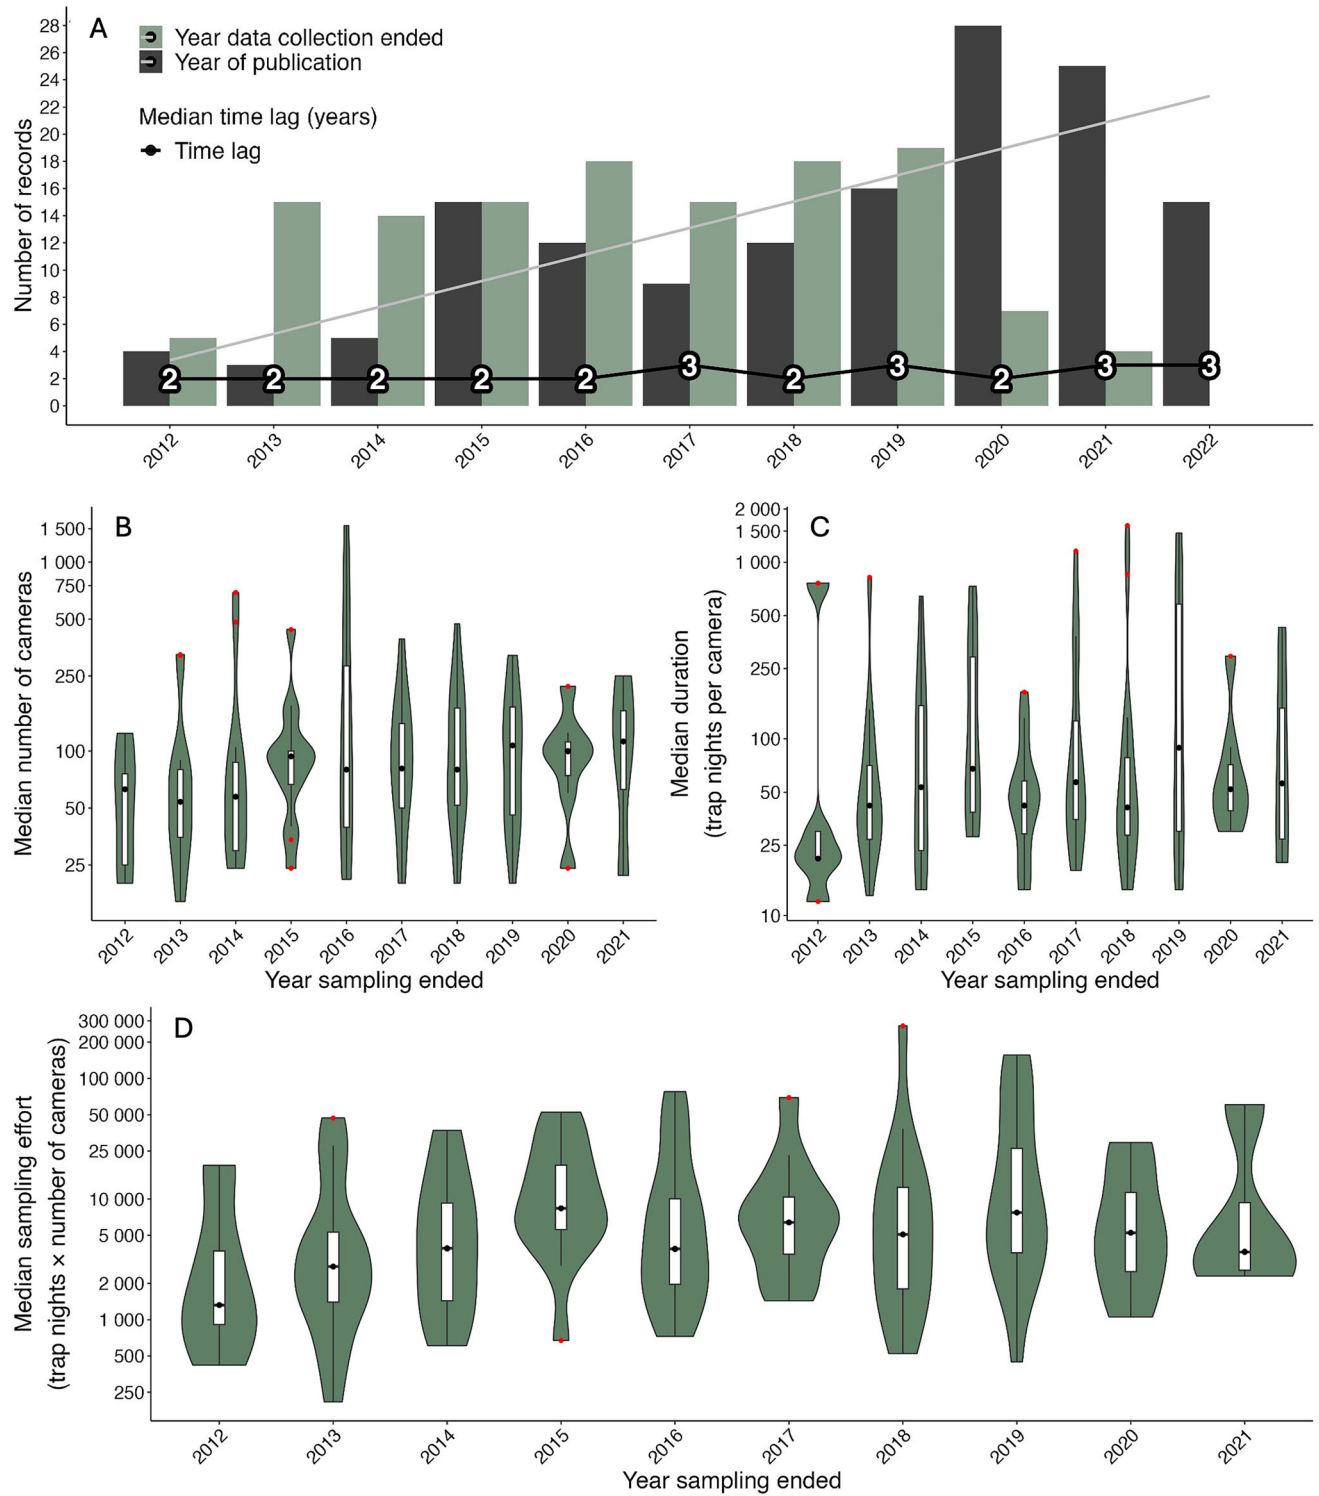 A
Year data collection ended
Year of publication
Median time lag (years)
Time lag
Number of records
28
26
24
22
20
18
16
14
12
10
8
6
4
2
0
2 2 2 2 2 3 2 3 2 3 3
2012 2013 2014 2015 2016 2017 2018 2019 2020 2021 2022
B
Median number of cameras
1 500
1 000
750
500
250
100
50
25
2012 2013 2014 2015 2016 2017 2018 2019 2020 2021
Year sampling ended
C
Median duration
(trap nights per camera)
2 000
1 500
1 000
500
250
100
50
25
10
2012 2013 2014 2015 2016 2017 2018 2019 2020 2021
Year sampling ended
D
Median sampling effort
(trap nights × number of cameras)
300 000
200 000
100 000
50 000
25 000
10 000
5 000
2 000
1 000
500
250
2012 2013 2014 2015 2016 2017 2018 2019 2020 2021
Year sampling ended